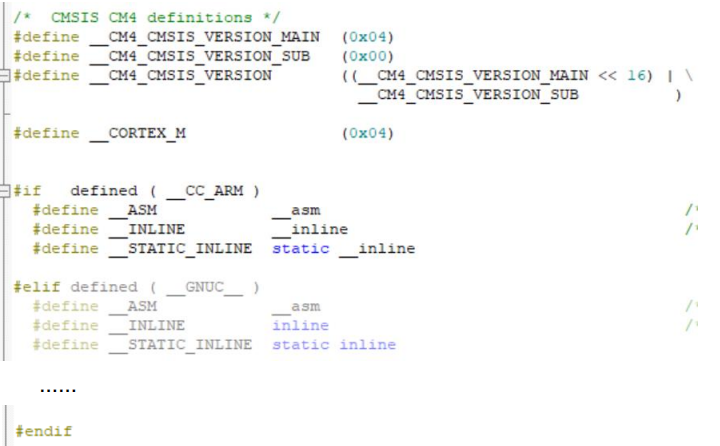 /*  CMSIS CM4 definitions */
#define __CM4_CMSIS_VERSION_MAIN  (0x04)
#define __CM4_CMSIS_VERSION_SUB   (0x00)
#define __CM4_CMSIS_VERSION       ((__CM4_CMSIS_VERSION_MAIN << 16) | \
                                    __CM4_CMSIS_VERSION_SUB          )
#define __CORTEX_M                (0x04)
#if   defined ( __CC_ARM )
  #define __ASM            __asm                                      /*
  #define __INLINE         __inline                                   /*
  #define __STATIC_INLINE  static __inline
#elif defined ( __GNUC__ )
  #define __ASM            __asm                                      /*
  #define __INLINE         inline                                     /*
  #define __STATIC_INLINE  static inline
......
#endif